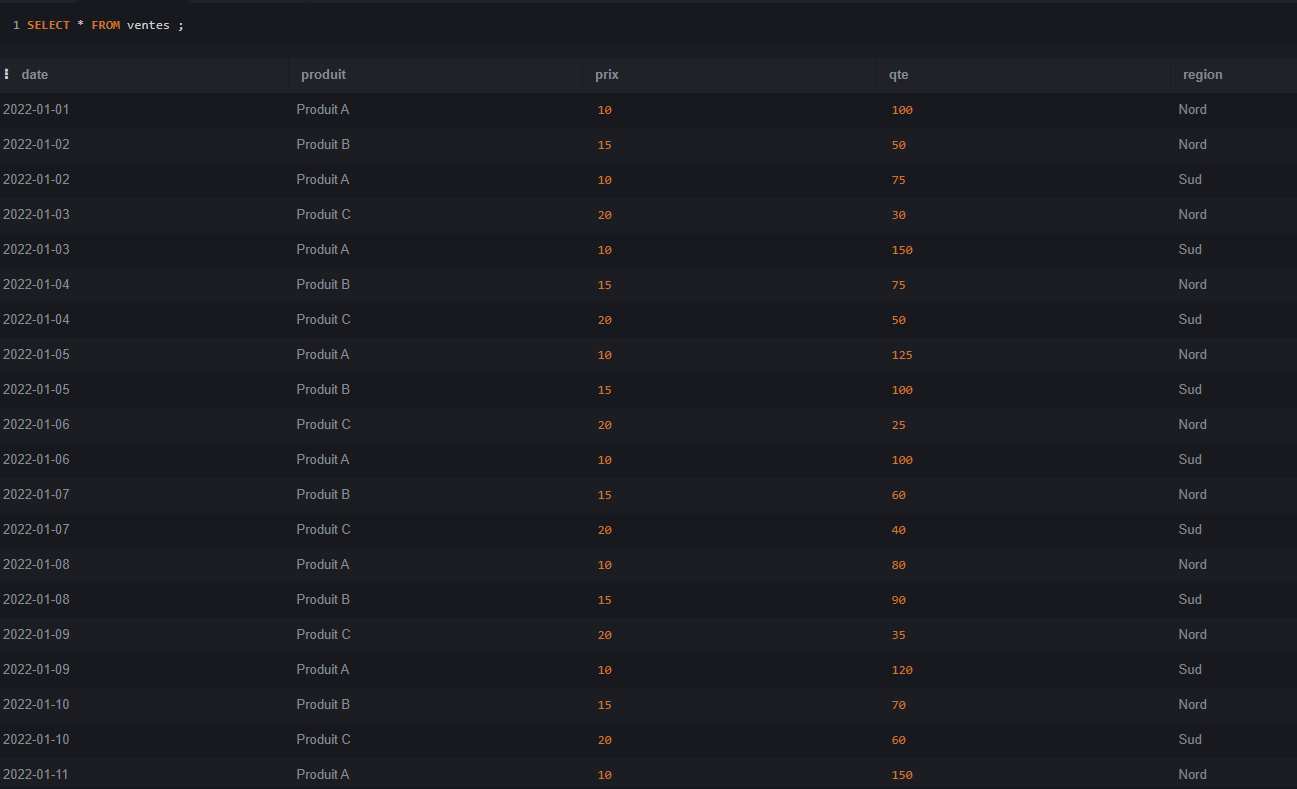 1 SELECT * FROM ventes ;
date produit prix qte region
2022-01-01 Produit A 10 100 Nord
2022-01-02 Produit B 15 50 Nord
2022-01-02 Produit A 10 75 Sud
2022-01-03 Produit C 20 30 Nord
2022-01-03 Produit A 10 150 Sud
2022-01-04 Produit B 15 75 Nord
2022-01-04 Produit C 20 50 Sud
2022-01-05 Produit A 10 125 Nord
2022-01-05 Produit B 15 100 Sud
2022-01-06 Produit C 20 25 Nord
2022-01-06 Produit A 10 100 Sud
2022-01-07 Produit B 15 60 Nord
2022-01-07 Produit C 20 40 Sud
2022-01-08 Produit A 10 80 Nord
2022-01-08 Produit B 15 90 Sud
2022-01-09 Produit C 20 35 Nord
2022-01-09 Produit A 10 120 Sud
2022-01-10 Produit B 15 70 Nord
2022-01-10 Produit C 20 60 Sud
2022-01-11 Produit A 10 150 Nord